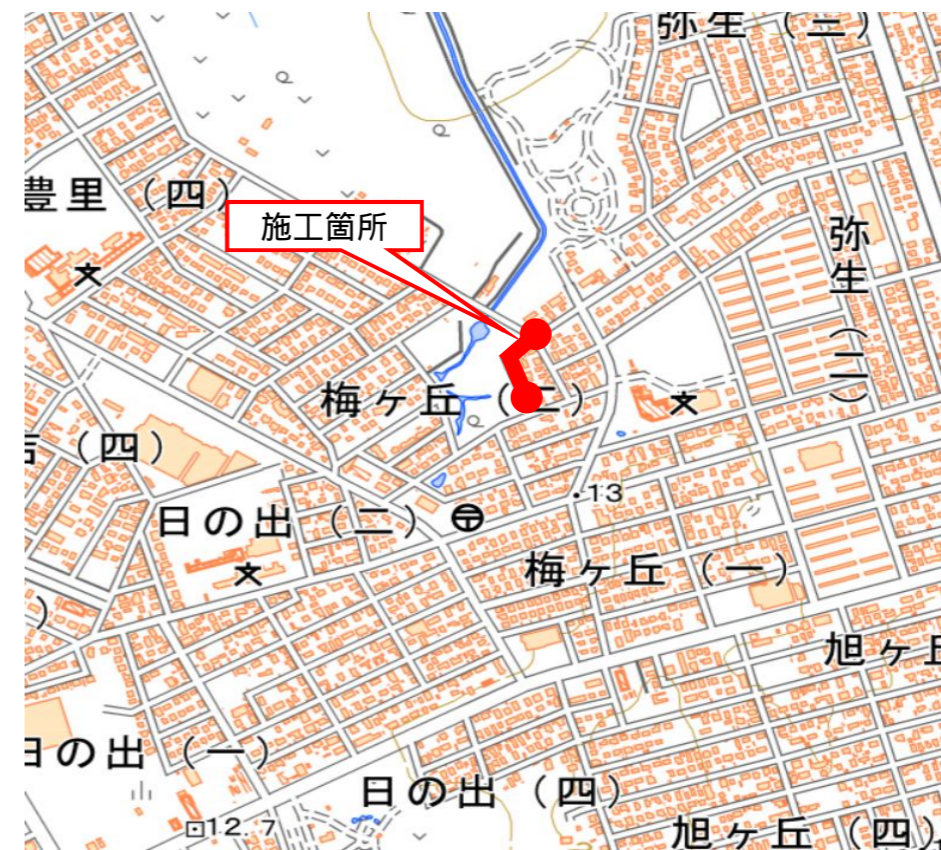 弥生（三）
豊里（四）
施工箇所
弥生（二）
梅ヶ丘（二）
（四）
・13
日の出（二）
梅ヶ丘（一）
旭ヶ丘
日の出（一）
日の出（四）
12.7
旭ヶ丘（四）